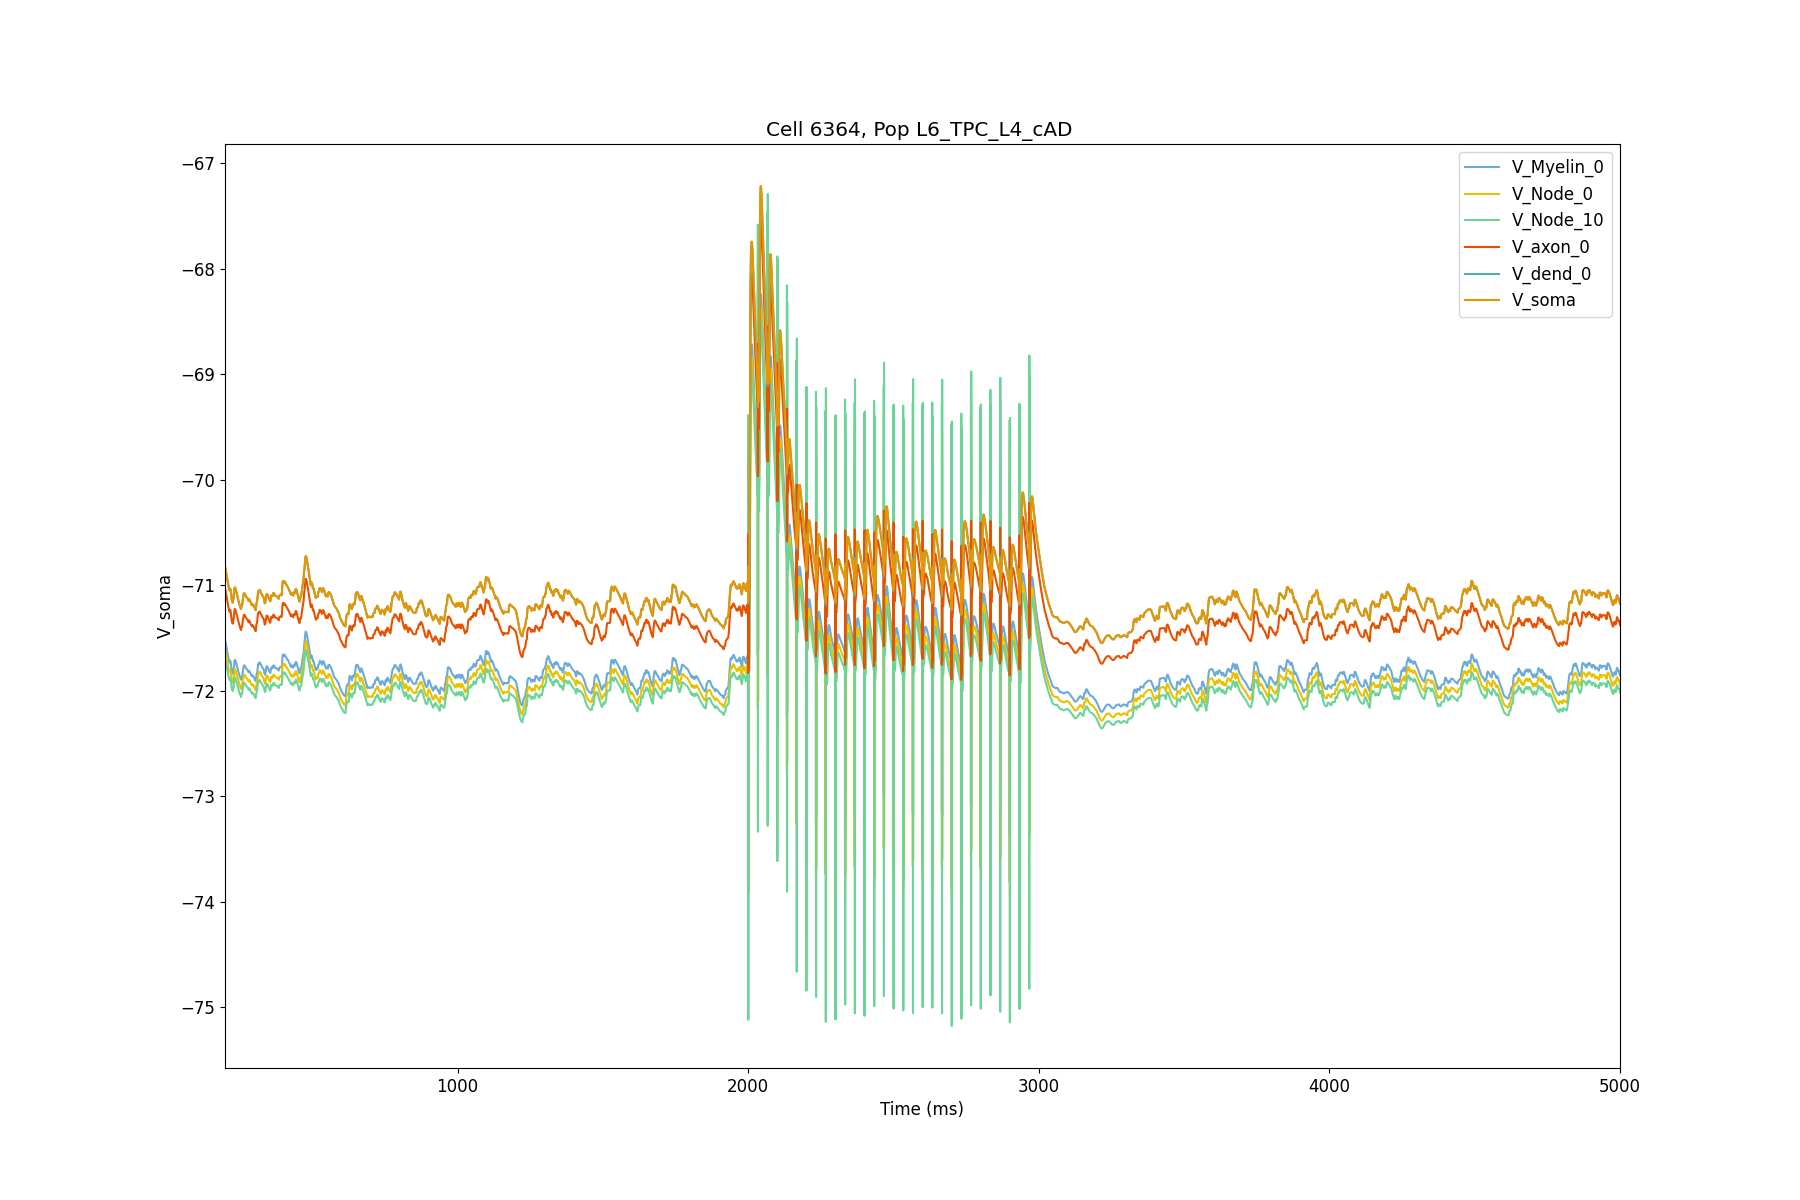 Cell 6364, Pop L6_TPC_L4_cAD
−67
−68
−69
−70
−71
−72
−73
−74
−75
V_soma
V_Myelin_0
V_Node_0
V_Node_10
V_axon_0
V_dend_0
V_soma
1000
2000
3000
4000
5000
Time (ms)